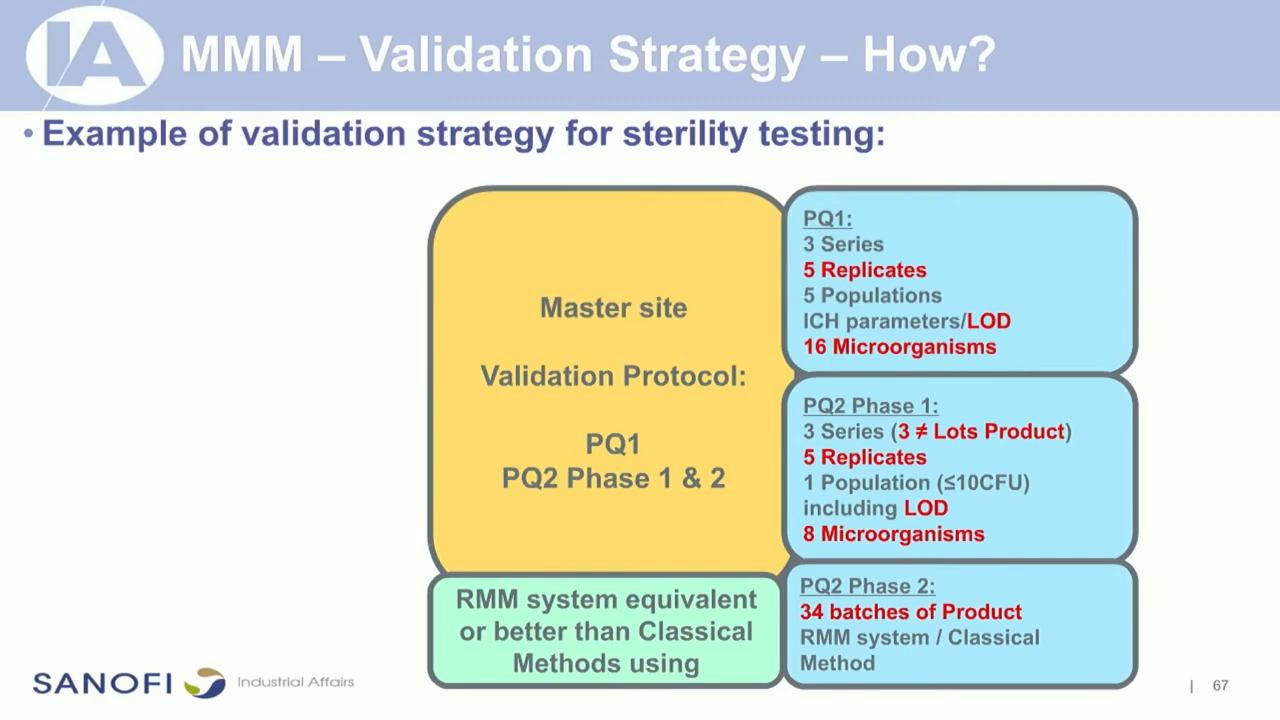 IA
MMM – Validation Strategy – How?
• Example of validation strategy for sterility testing:
Master site
Validation Protocol:
PQ1
PQ2 Phase 1 & 2
RMM system equivalent
or better than Classical
Methods using
PQ1:
3 Series
5 Replicates
5 Populations
ICH parameters/LOD
16 Microorganisms
PQ2 Phase 1:
3 Series (3 ≠ Lots Product)
5 Replicates
1 Population (≤10CFU)
including LOD
8 Microorganisms
PQ2 Phase 2:
34 batches of Product
RMM system / Classical
Method
SANOFI Industrial Affairs
| 67